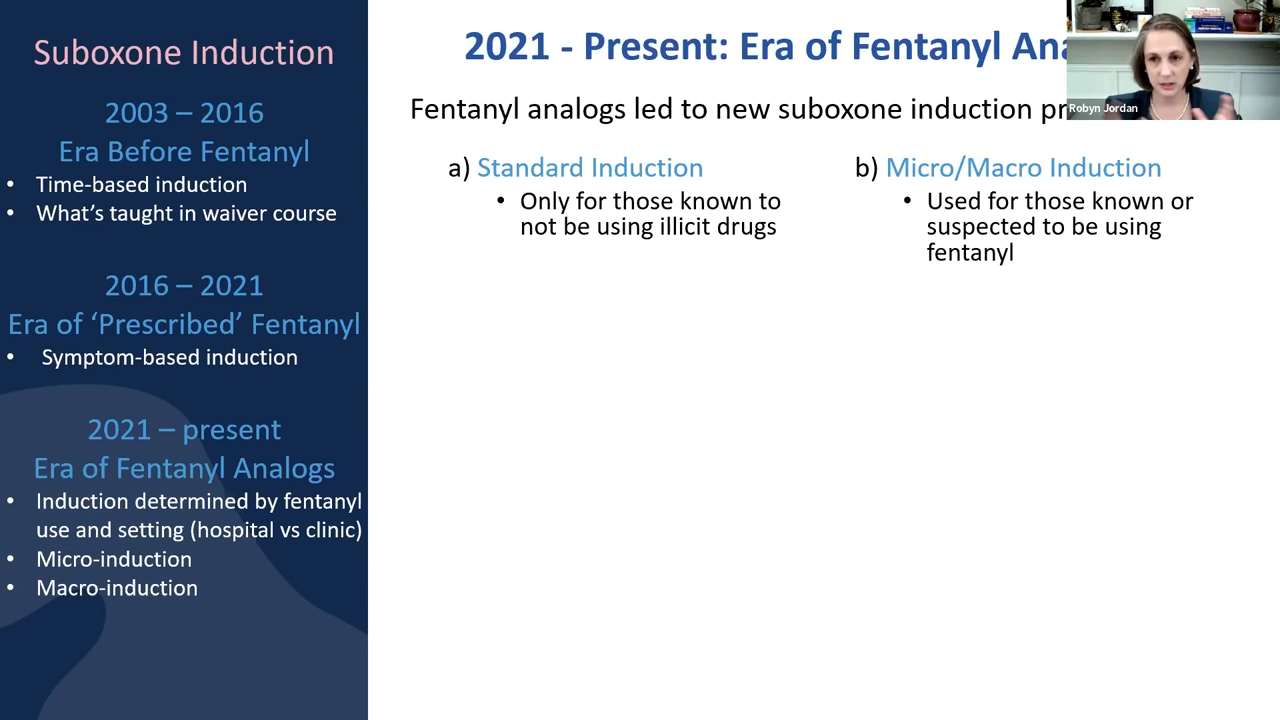 Suboxone Induction
2003 – 2016
Era Before Fentanyl
• Time-based induction
• What's taught in waiver course
2016 – 2021
Era of 'Prescribed' Fentanyl
• Symptom-based induction
2021 – present
Era of Fentanyl Analogs
• Induction determined by fentanyl
use and setting (hospital vs clinic)
• Micro-induction
• Macro-induction
2021 - Present: Era of Fentanyl
Fentanyl analogs led to new suboxone induction
a) Standard Induction
• Only for those known to
not be using illicit drugs
b) Micro/Macro Induction
• Used for those known or
suspected to be using
fentanyl
Robyn Jordan